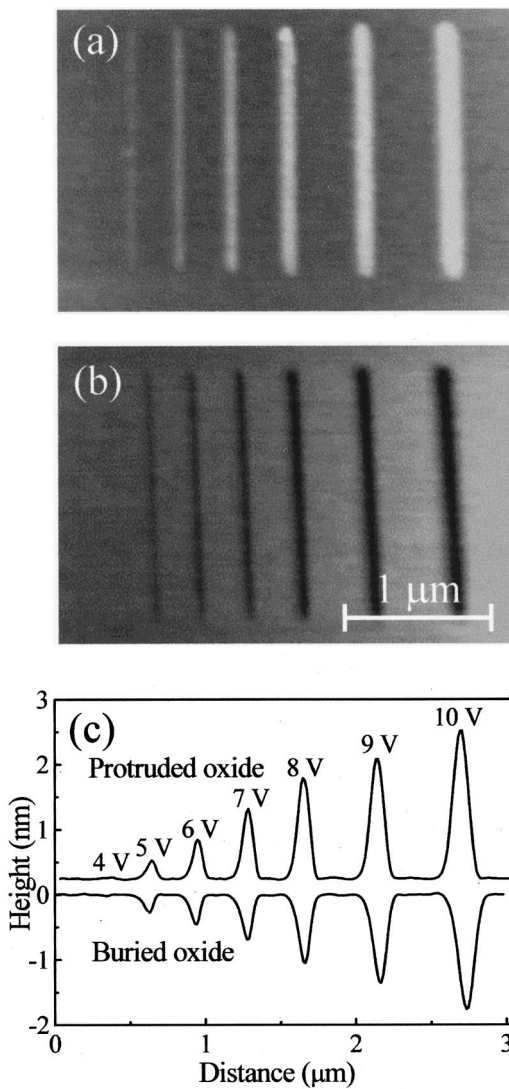 (a)
(b)
1 μm
(c)
10 V
9 V
8 V
7 V
6 V
5 V
4 V
Protruded oxide
Buried oxide
3
2
1
0
-1
-2
Height (nm)
0
1
2
3
Distance (μm)